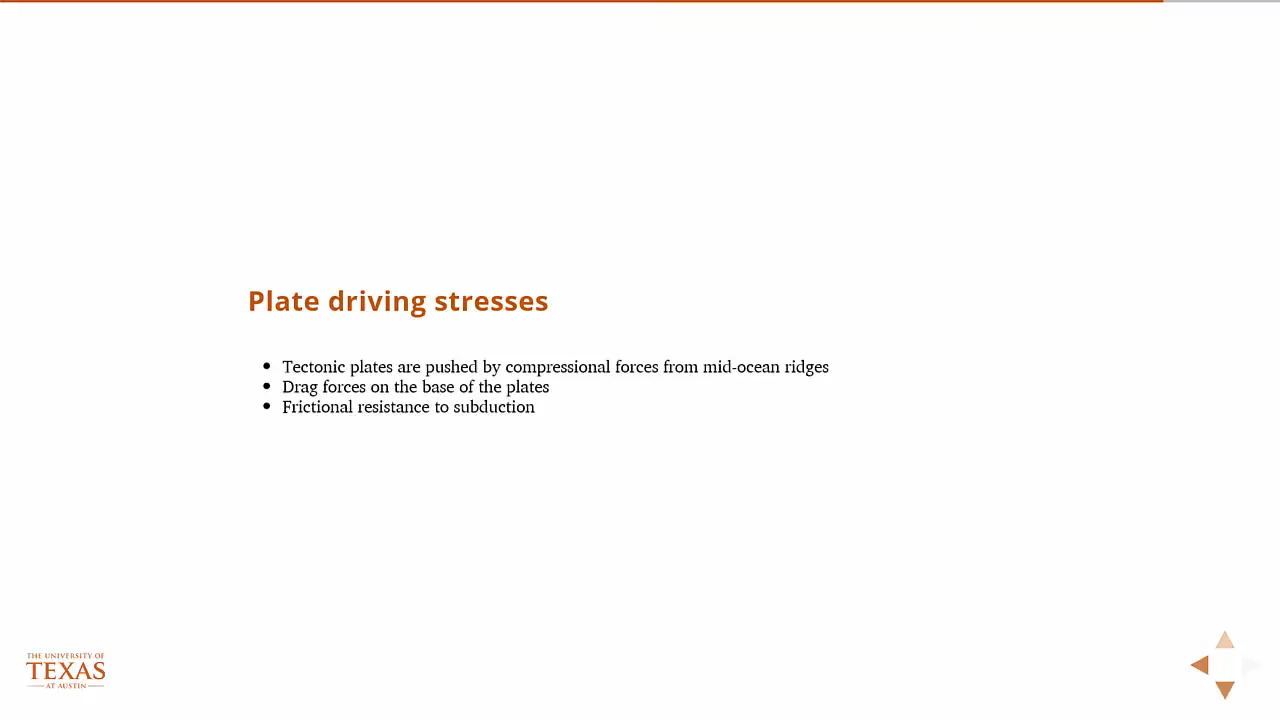 Plate driving stresses
Tectonic plates are pushed by compressional forces from mid-ocean ridges
Drag forces on the base of the plates
Frictional resistance to subduction
THE UNIVERSITY OF
TEXAS
AT AUSTIN